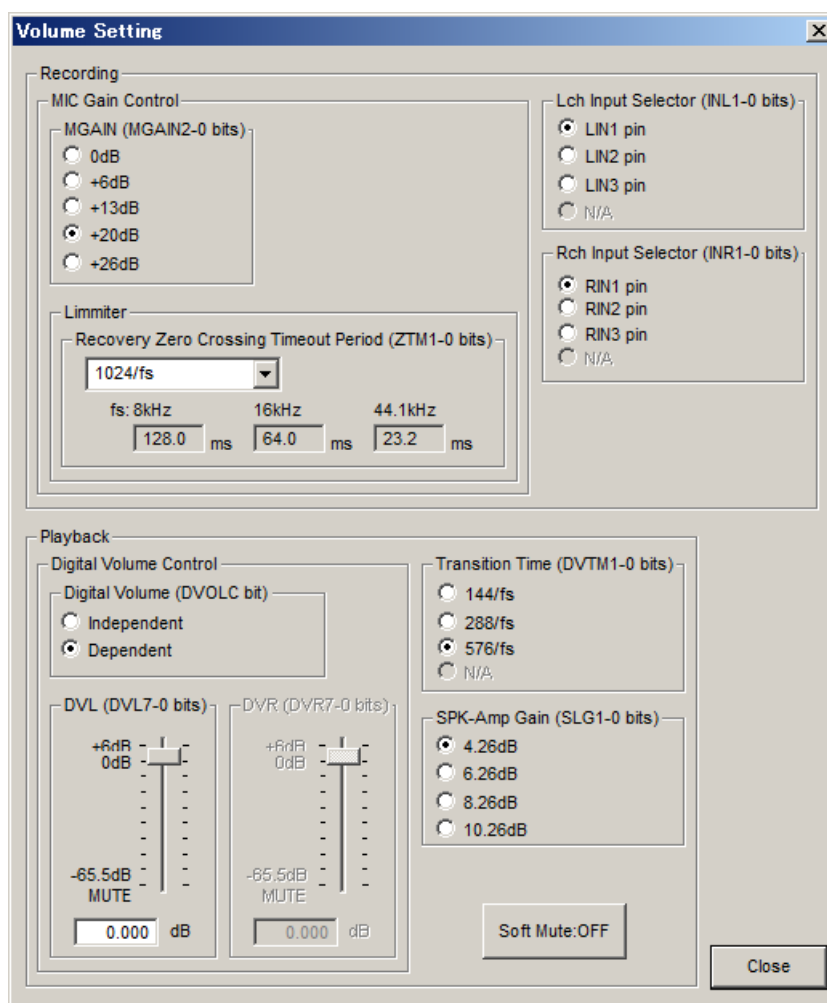 Volume Setting
Recording
MIC Gain Control
MGAIN (MGAIN2-0 bits)
0dB
+6dB
+13dB
+20dB
+26dB
Limmiter
Recovery Zero Crossing Timeout Period (ZTM1-0 bits)
1024/fs
fs: 8kHz 16kHz 44.1kHz
128.0 ms 64.0 ms 23.2 ms
Lch Input Selector (INL1-0 bits)
LIN1 pin
LIN2 pin
LIN3 pin
N/A
Rch Input Selector (INR1-0 bits)
RIN1 pin
RIN2 pin
RIN3 pin
N/A
Playback
Digital Volume Control
Digital Volume (DVOLC bit)
Independent
Dependent
DVL (DVL7-0 bits)
+6dB
0dB
-65.5dB
MUTE
0.000 dB
DVR (DVR7-0 bits)
+6dB
0dB
-65.5dB
MUTE
0.000 dB
Transition Time (DVTM1-0 bits)
144/fs
288/fs
576/fs
N/A
SPK-Amp Gain (SLG1-0 bits)
4.26dB
6.26dB
8.26dB
10.26dB
Soft Mute:OFF
Close